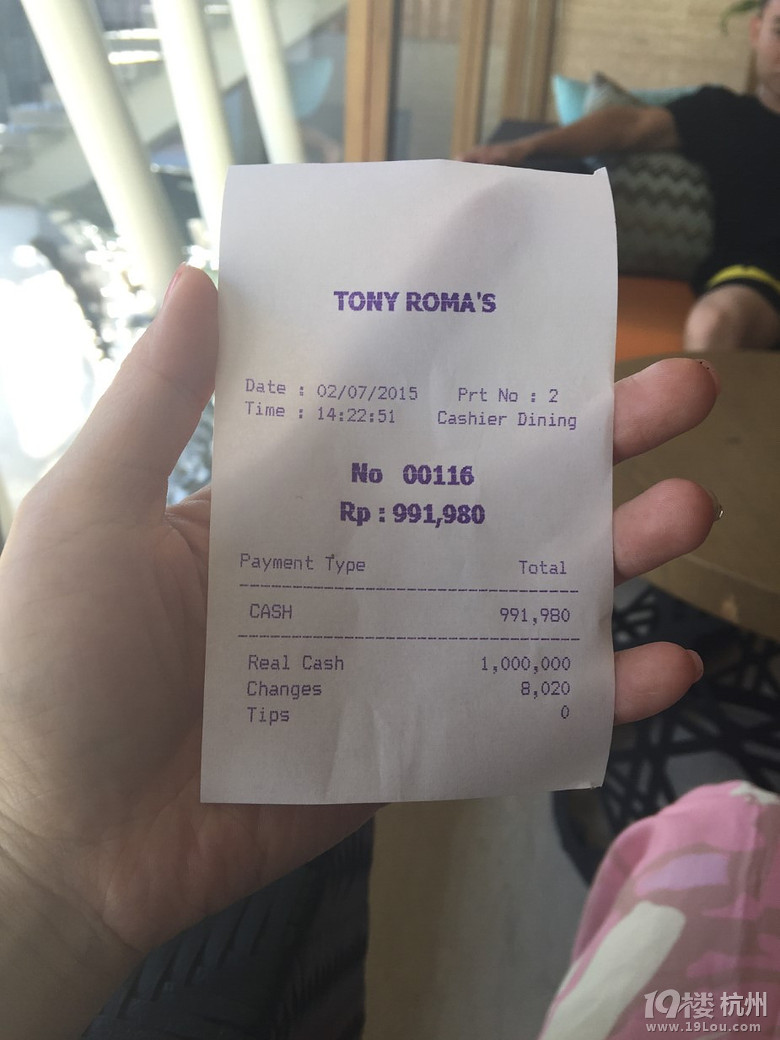 TONY ROMA'S
Date : 02/07/2015 Prt No : 2
Time : 14:22:51 Cashier Dining
No 00116
Rp : 991,980
Payment Type Total
CASH 991,980
Real Cash 1,000,000
Changes 8,020
Tips 0
19楼 杭州
www.19Lou.com